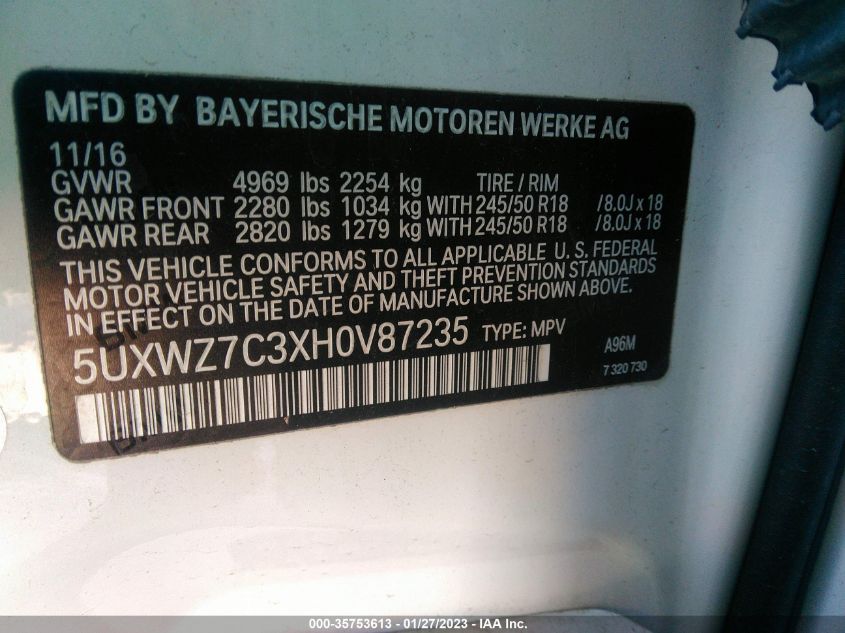 MFD BY BAYERISCHE MOTOREN WERKE AG
11/16
GVWR 4969 lbs 2254 kg TIRE / RIM
GAWR FRONT 2280 lbs 1034 kg WITH 245/50 R18 /8.0J x 18
GAWR REAR 2820 lbs 1279 kg WITH 245/50 R18 /8.0J x 18
THIS VEHICLE CONFORMS TO ALL APPLICABLE U. S. FEDERAL
MOTOR VEHICLE SAFETY AND THEFT PREVENTION STANDARDS
IN EFFECT ON THE DATE OF MANUFACTURE SHOWN ABOVE.
5UXWZ7C3XH0V87235 TYPE: MPV A96M
7 320 730
000-35753613 - 01/27/2023 - IAA Inc.